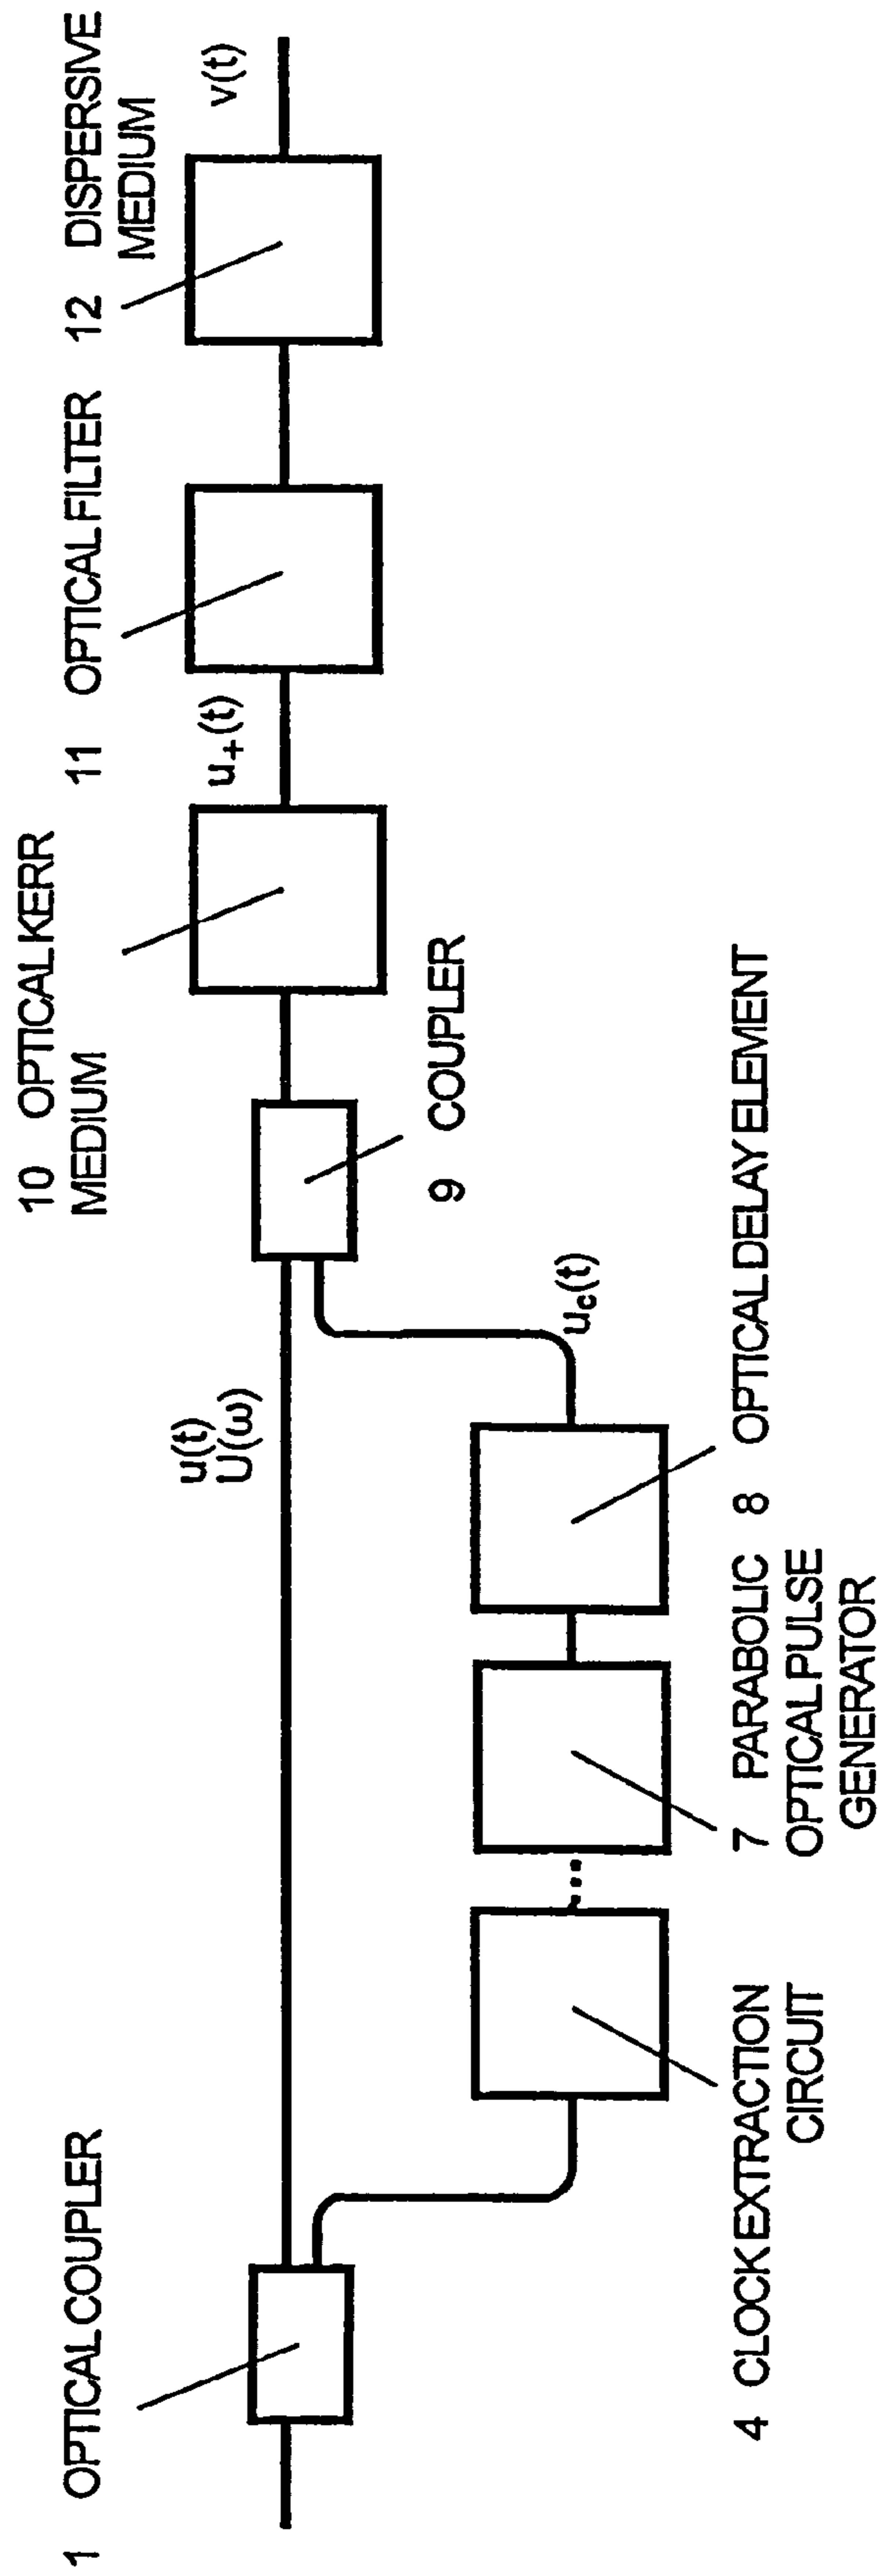 1 OPTICAL COUPLER
u(t)
U(ω)
10 OPTICAL KERR
MEDIUM
u+(t)
11 OPTICAL FILTER
12 DISPERSIVE
MEDIUM
v(t)
9 COUPLER
uc(t)
4 CLOCK EXTRACTION
CIRCUIT
...
7 PARABOLIC
OPTICAL PULSE
GENERATOR
8 OPTICAL DELAY ELEMENT